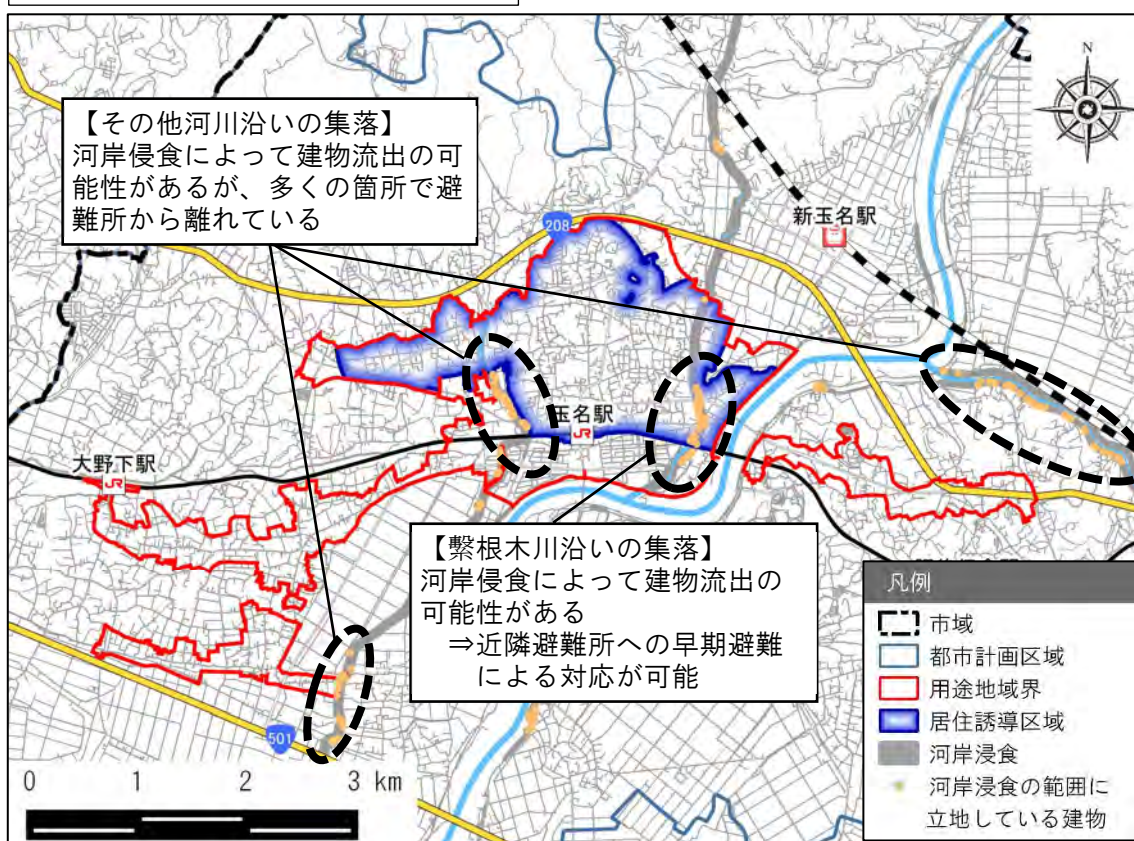 【その他河川沿いの集落】
河岸侵食によって建物流出の可
能性があるが、多くの箇所で避
難所から離れている
N
208
新玉名駅
玉名駅
JR
大野下駅
JR
【繫根木川沿いの集落】
河岸侵食によって建物流出の
可能性がある
⇒近隣避難所への早期避難
による対応が可能
501
0 1 2 3 km
凡例
市域
都市計画区域
用途地域界
居住誘導区域
河岸浸食
河岸浸食の範囲に
立地している建物